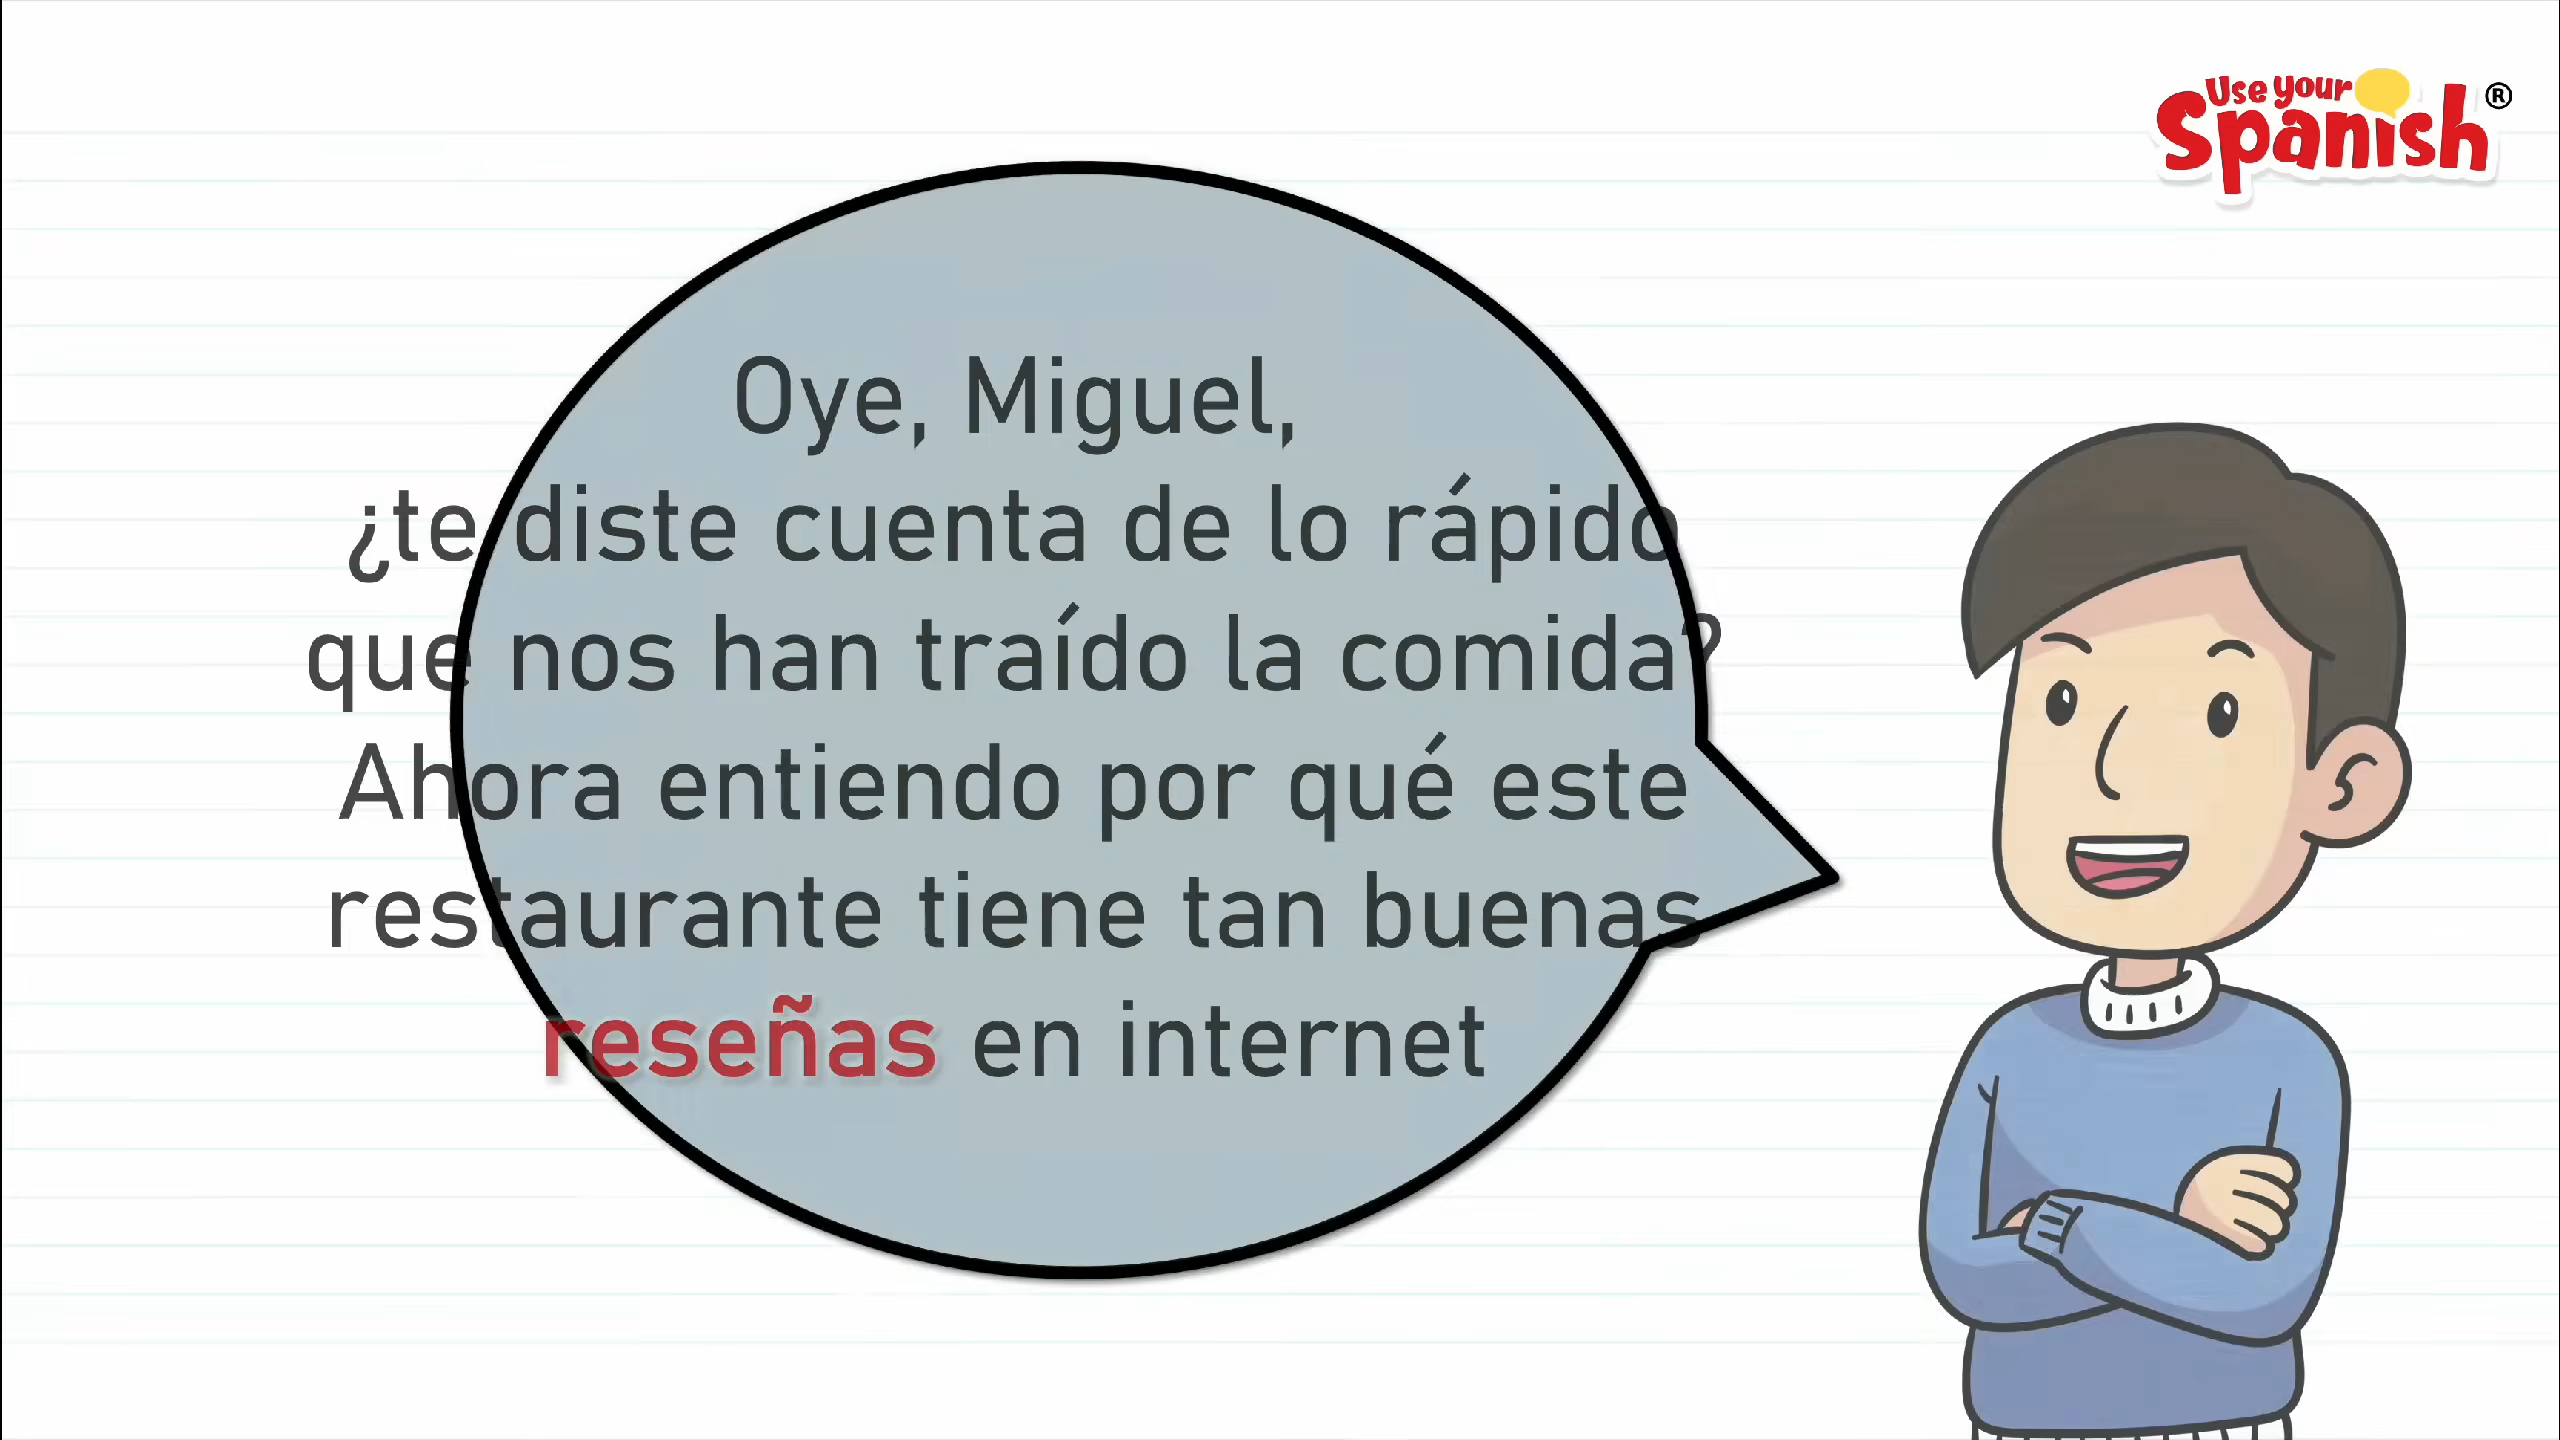 Use your
Spanish®
Oye, Miguel,
¿te diste cuenta de lo rápido
que nos han traído la comida?
Ahora entiendo por qué este
restaurante tiene tan buenas
reseñas en internet